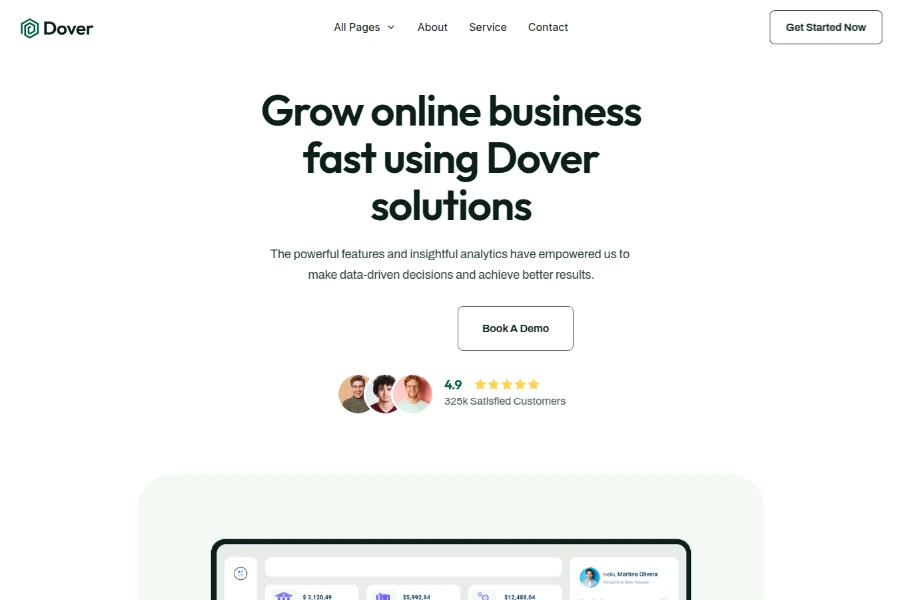 Dover
All Pages
About
Service
Contact
Get Started Now
Grow online business
fast using Dover
solutions
The powerful features and insightful analytics have empowered us to
make data-driven decisions and achieve better results.
Book A Demo
4.9
325k Satisfied Customers
Hello, Martina Olivera
$ 3,120,49
$5,992,94
$12,488,04